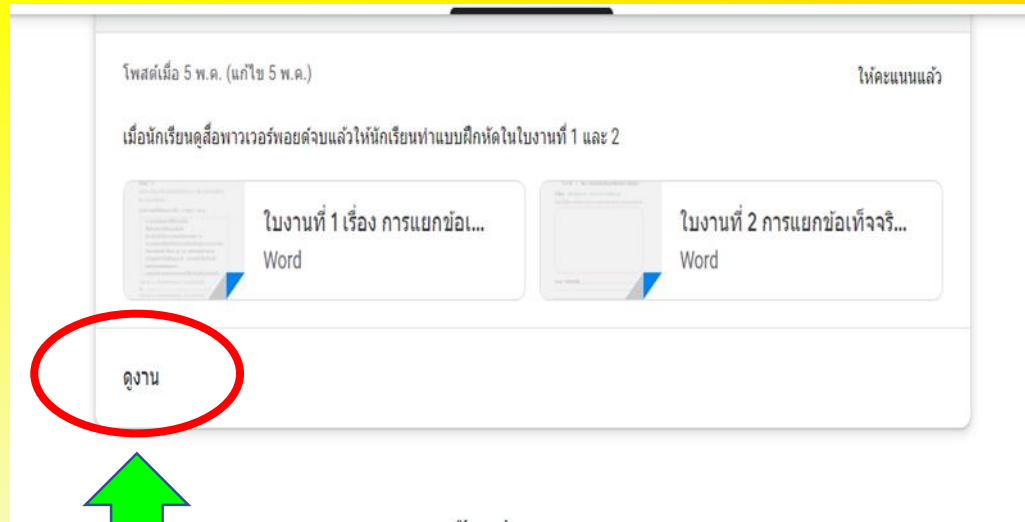 โพสต์เมื่อ 5 พ.ค. (แก้ไข 5 พ.ค.)
ให้คะแนนแล้ว
เมื่อนักเรียนดูสื่อพาวเวอร์พอยต์จบแล้วให้นักเรียนทำแบบฝึกหัดในใบงานที่ 1 และ 2
ใบงานที่ 1 เรื่อง การแยกข้อเ...
Word
ใบงานที่ 2 การแยกข้อเท็จจริ...
Word
ดูงาน